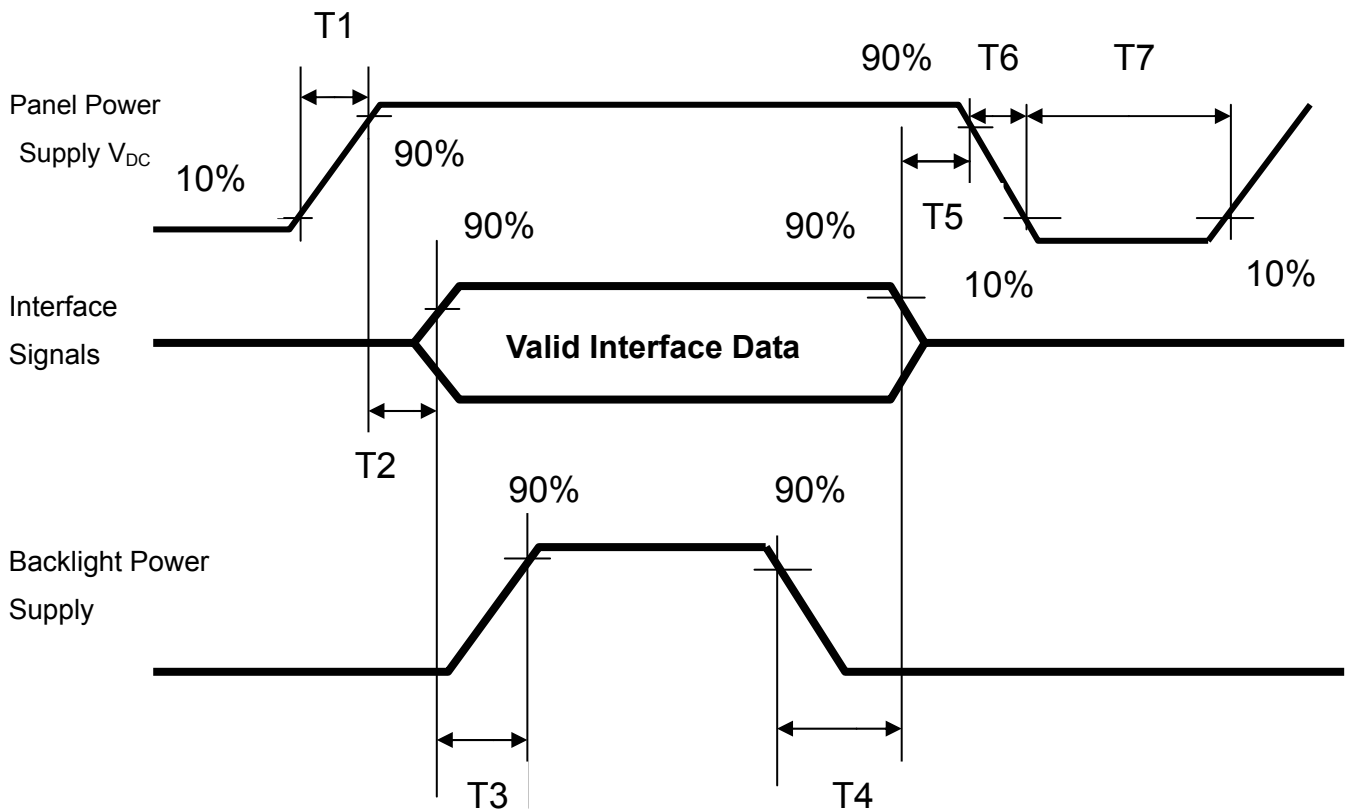 T1
90%
T6
T7
Panel Power
Supply VDC
90%
10%
T5
90%
90%
10%
10%
Interface
Signals
Valid Interface Data
T2
90%
90%
Backlight Power
Supply
T3
T4